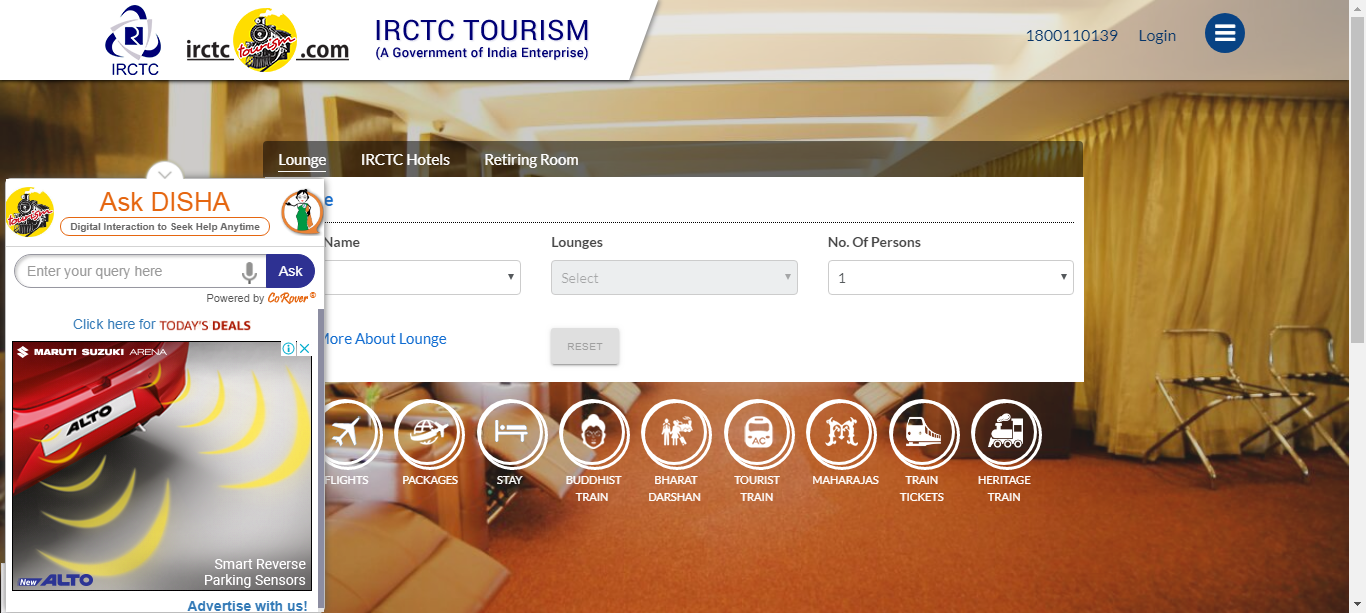 IRCTC
irctc tourism .com
IRCTC TOURISM
(A Government of India Enterprise)
1800110139 Login
Lounge IRCTC Hotels Retiring Room
e
Name Lounges No. Of Persons
Select 1
More About Lounge RESET
tourism
Ask DISHA
Digital Interaction to Seek Help Anytime
Enter your query here Ask
Powered by CoRover ©
Click here for TODAY'S DEALS
MARUTI SUZUKI ARENA
ALTO
Smart Reverse
Parking Sensors
New ALTO
Advertise with us!
FLIGHTS
PACKAGES
STAY
BUDDHIST
TRAIN
BHARAT
DARSHAN
AC
TOURIST
TRAIN
MAHARAJAS
TRAIN
TICKETS
HERITAGE
TRAIN